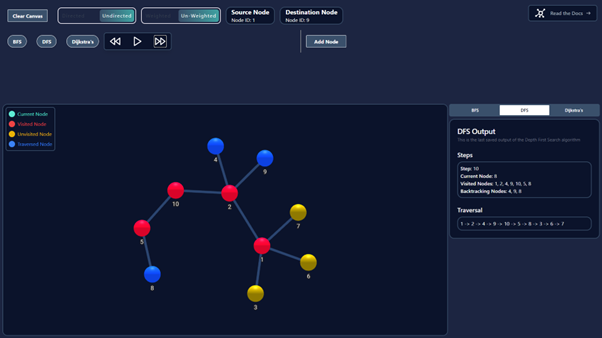 Clear Canvas
Undirected
Un-Weighted
Source Node
Node ID: 1
Destination Node
Node ID: 9
Read the Docs →
BFS
DFS
Dijkstra's
Add Node
Current Node
Visited Node
Unvisited Node
Traversed Node
4
9
10
2
7
5
1
6
8
3
BFS
DFS
Dijkstra's
DFS Output
This is the last saved output of the Depth First Search algorithm
Steps
Step: 10
Current Node: 8
Visited Nodes: 1, 2, 4, 9, 10, 5, 8
Backtracking Nodes: 4, 9, 8
Traversal
1 -> 2 -> 4 -> 9 -> 10 -> 5 -> 8 -> 3 -> 6 -> 7